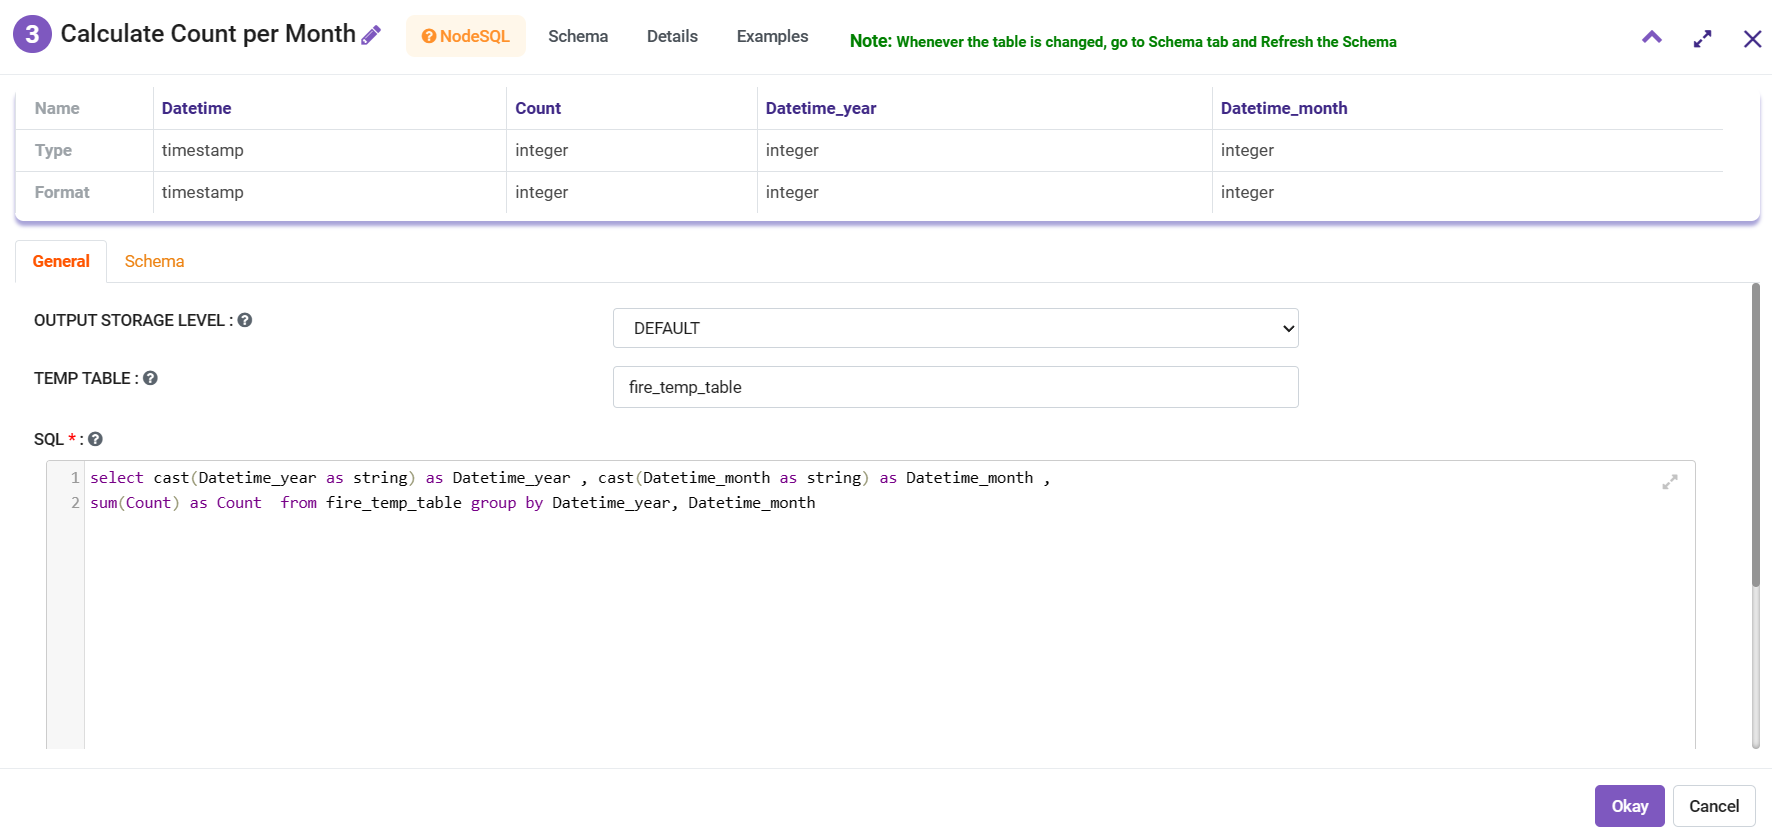 3 Calculate Count per Month NodeSQL Schema Details Examples Note: Whenever the table is changed, go to Schema tab and Refresh the Schema
Name Datetime Count Datetime_year Datetime_month
Type timestamp integer integer integer
Format timestamp integer integer integer
General Schema
OUTPUT STORAGE LEVEL : DEFAULT
TEMP TABLE : fire_temp_table
SQL * :
1 select cast(Datetime_year as string) as Datetime_year , cast(Datetime_month as string) as Datetime_month ,
2 sum(Count) as Count  from fire_temp_table group by Datetime_year, Datetime_month
Okay Cancel